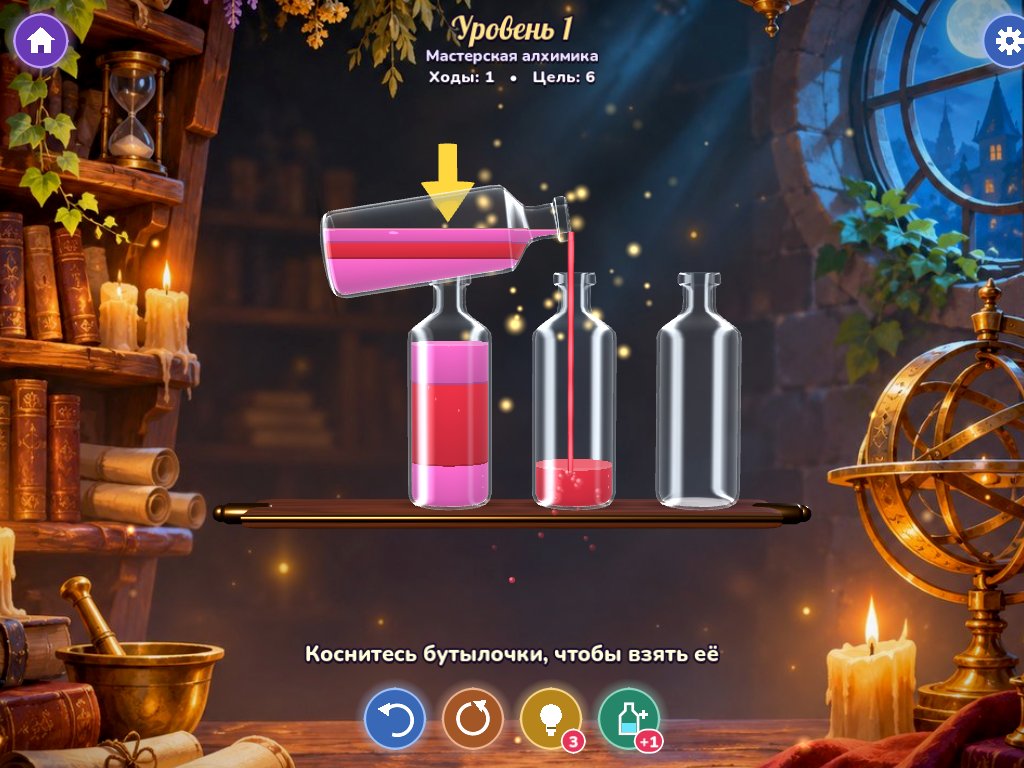 Уровень 1
Мастерская алхимика
Ходы: 1 • Цель: 6
Коснитесь бутылочки, чтобы взять её
3
+1